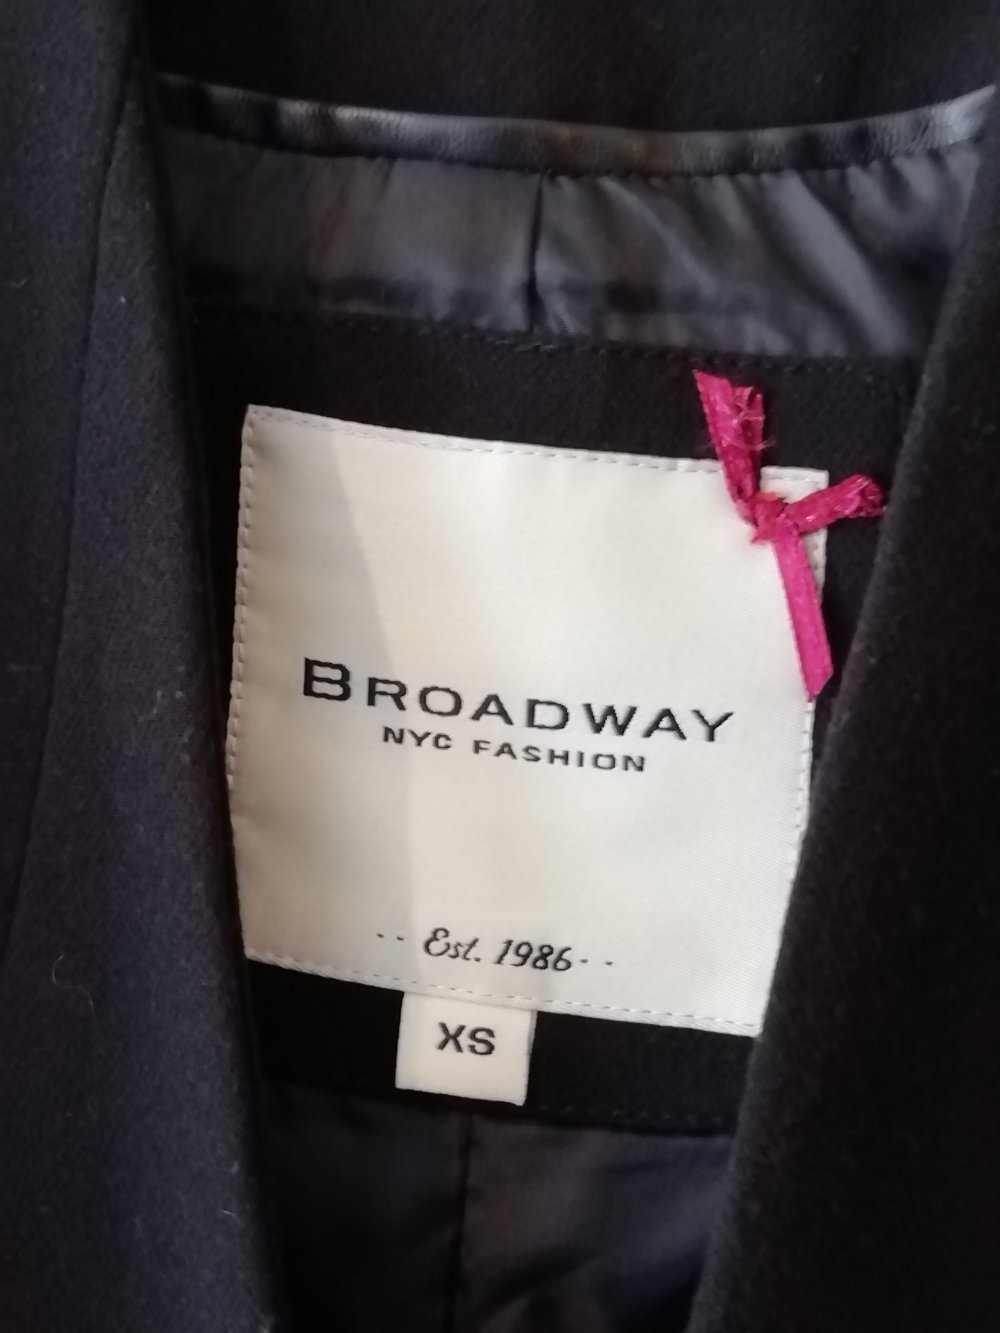 BROADWAY
NYC FASHION
·· Est. 1986 ··
XS